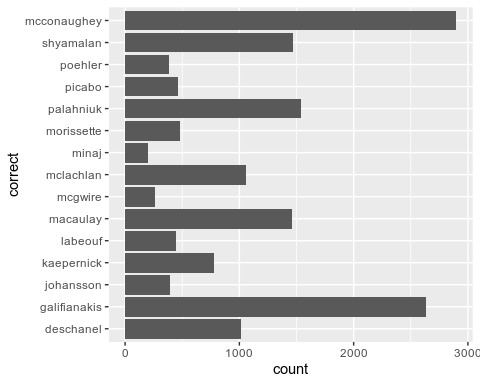 mcconaughey
shyamalan
poehler
picabo
palahniuk
morissette
minaj
mclachlan
mcgwire
macaulay
labeouf
kaepernick
johansson
galifianakis
deschanel
correct
0 1000 2000 3000
count